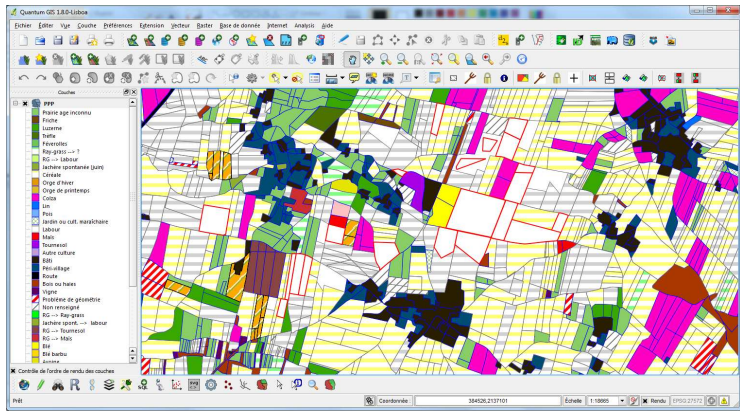 Quantum GIS 1.8.0-Lisboa
Fichier Éditer Vue Couche Préférences Extension Vecteur Raster Base de donnée Internet Analysis Aide
Couches
PPP
Prairie age inconnu
Friche
Luzerne
Trèfle
Féverolles
Ray-grass --> ?
RG --> Labour
Jachère spontanée (juin)
Céréale
Orge d'hiver
Orge de printemps
Colza
Lin
Pois
Jardin ou cult. maraîchaire
Labour
Maïs
Tournesol
Autre culture
Bâti
Péri-village
Route
Bois ou haies
Vigne
Problème de géométrie
Non renseigné
RG --> Ray-grass
Jachère spont. --> labour
RG --> Tournesol
RG --> Maïs
Blé
Blé barbu
Contrôle de l'ordre de rendu des couches
Prêt
Coordonnée
384526,2137101
Échelle
1:18665
Rendu
EPSG:27572